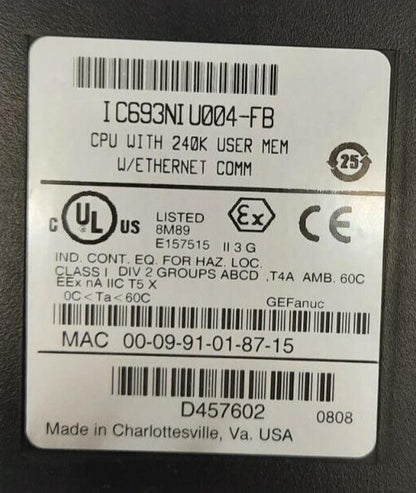 IC693NIU004-FB
CPU WITH 240K USER MEM
W/ETHERNET COMM
25
C UL US
LISTED
8M89
E157515 II 3 G
Ex
CE
IND. CONT. EQ. FOR HAZ. LOC.
CLASS I DIV 2 GROUPS ABCD ,T4A AMB. 60C
EEx nA IIC T5 X
0C<Ta<60C GEFanuc
MAC 00-09-91-01-87-15
D457602 0808
Made in Charlottesville, Va. USA